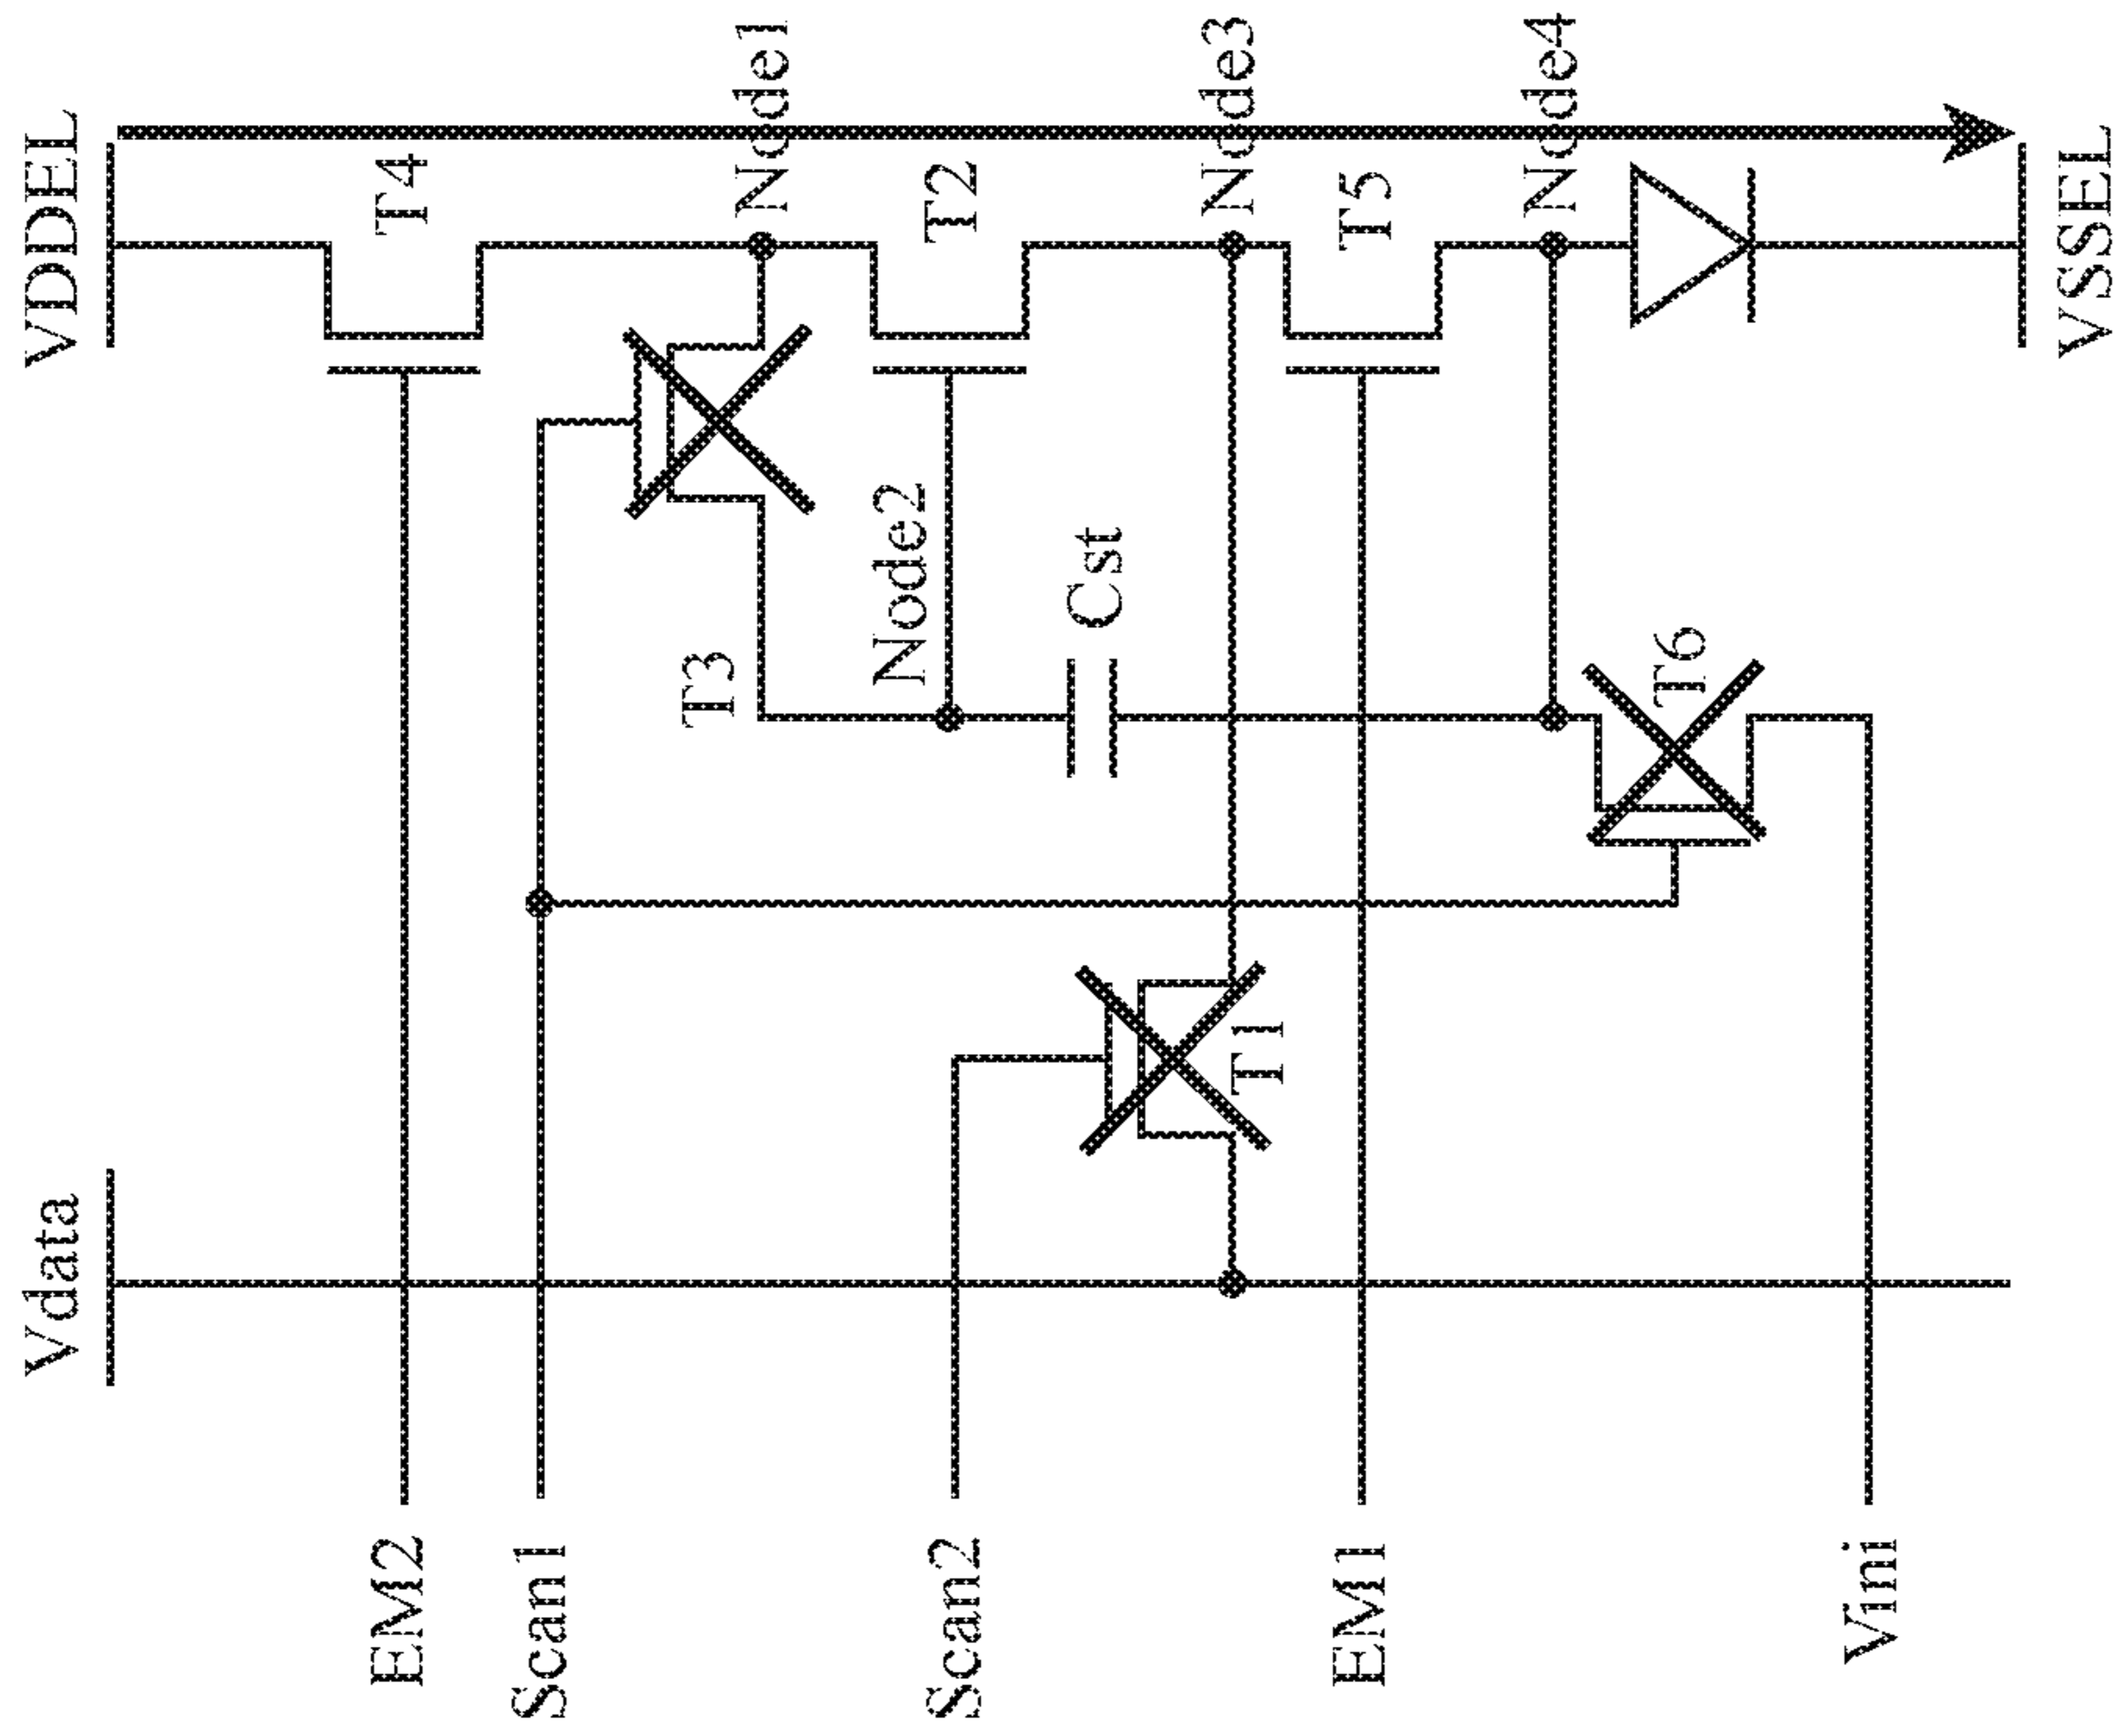 VDDEL
Vdata
T4
EM2
Scan1
Node1
T3
T2
Node2
Scan2
Cst
Node3
T1
T5
EM1
Node4
T6
Vini
VSSEL